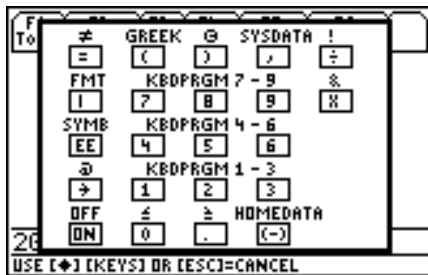 ≠ GREEK ⊖ SYSDATA !
= ( ) , ÷
FMT KBDPRGM 7 - 9 &
| 7 8 9 X
SYMB KBDPRGM 4 - 6
EE 4 5 6
@ KBDPRGM 1 - 3
→ 1 2 3
OFF ≤ ≥ HOMEDATA
ON 0 . (-)
USE [◆] [KEYS] OR [ESC]=CANCEL